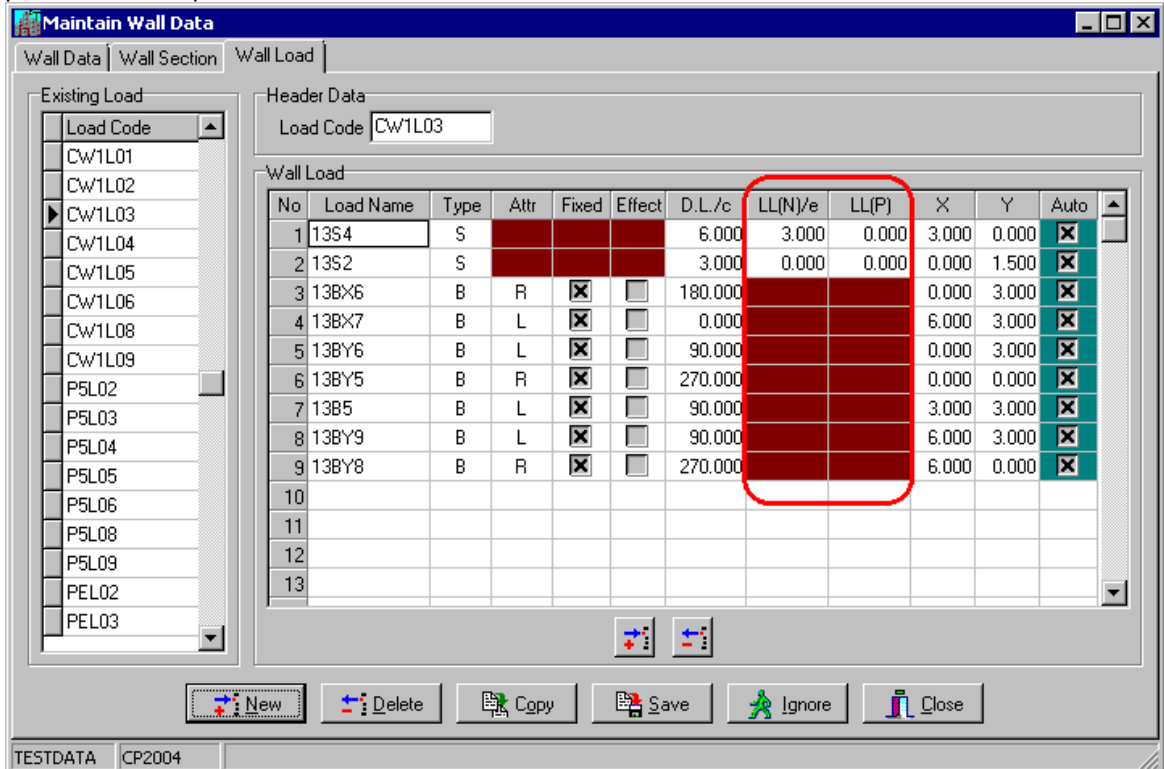 Maintain Wall Data
Wall Data Wall Section Wall Load
Existing Load
Load Code
CW1L01
CW1L02
CW1L03
CW1L04
CW1L05
CW1L06
CW1L08
CW1L09
P5L02
P5L03
P5L04
P5L05
P5L06
P5L08
P5L09
PEL02
PEL03
Header Data
Load Code CW1L03
Wall Load
No Load Name Type Attr Fixed Effect D.L./c LL(N)/e LL(P) X Y Auto
1 13S4 S 6.000 3.000 0.000 3.000 0.000
2 13S2 S 3.000 0.000 0.000 0.000 1.500
3 13BX6 B R 180.000 0.000 3.000
4 13BX7 B L 0.000 6.000 3.000
5 13BY6 B L 90.000 0.000 3.000
6 13BY5 B R 270.000 0.000 0.000
7 13B5 B L 90.000 3.000 3.000
8 13BY9 B L 90.000 6.000 3.000
9 13BY8 B R 270.000 6.000 0.000
10
11
12
13
New Delete Copy Save Ignore Close
TESTDATA CP2004